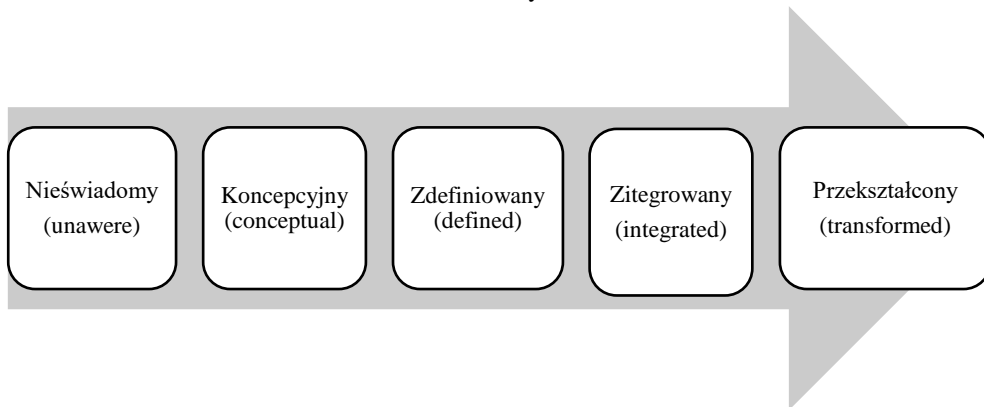 Nieświadomy
(unawere)
Koncepcyjny
(conceptual)
Zdefiniowany
(defined)
Zitegrowany
(integrated)
Przekształcony
(transformed)